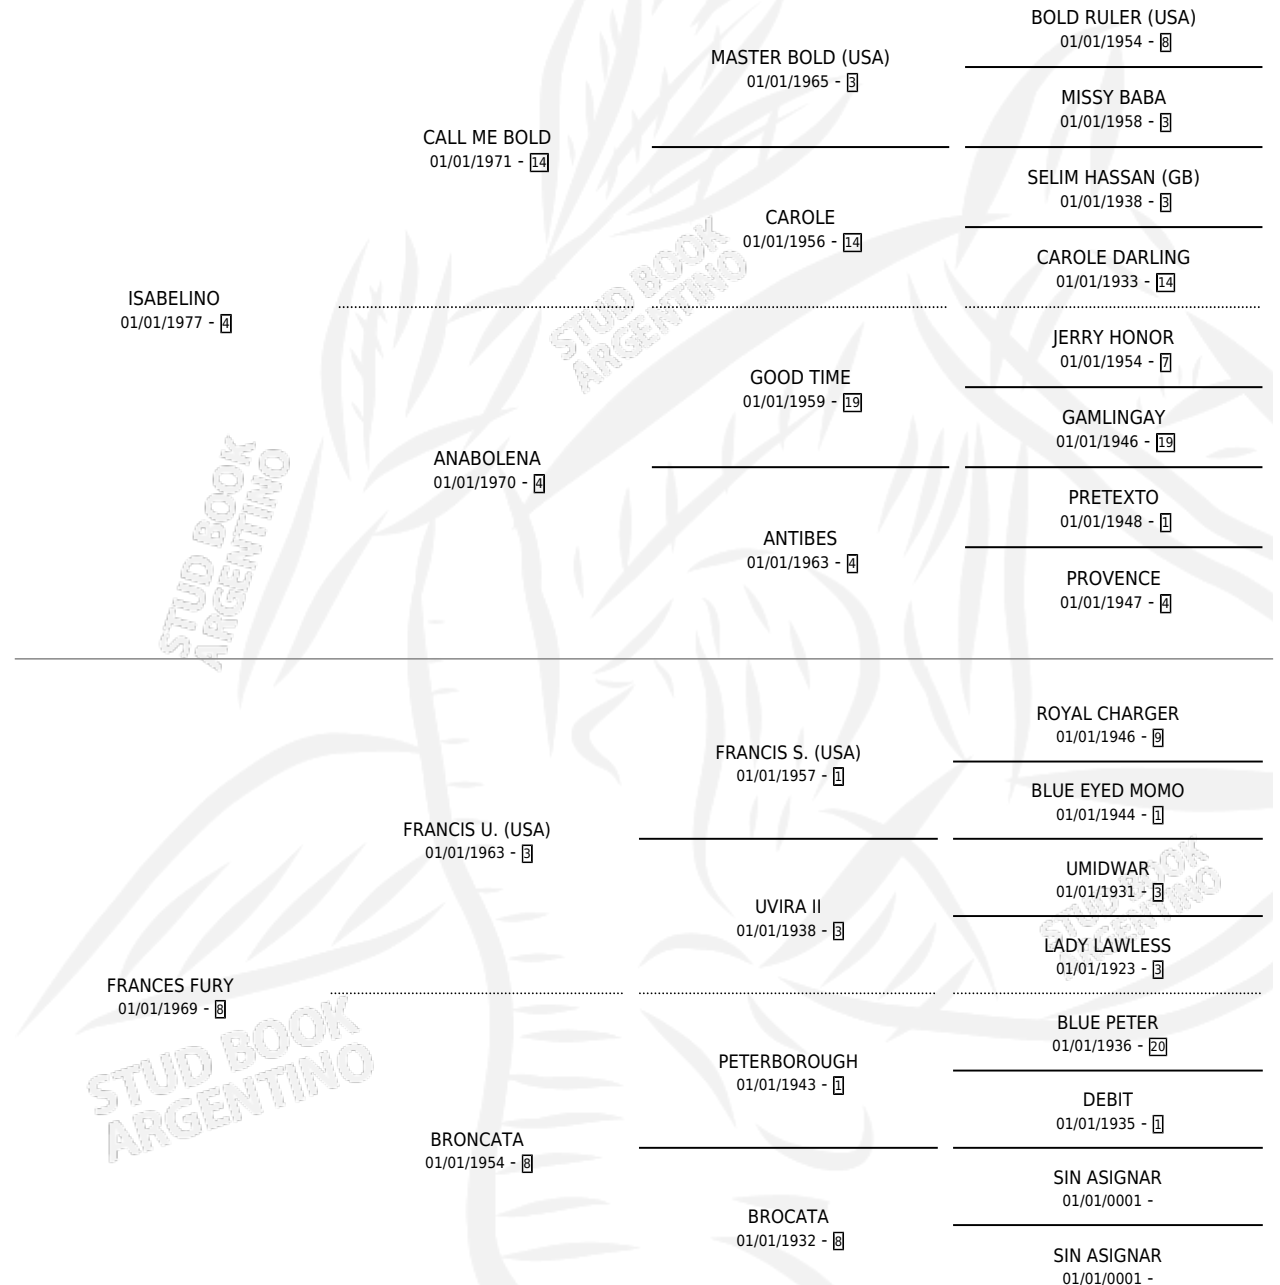 BOLD RULER (USA)
01/01/1954 - 8
MASTER BOLD (USA)
01/01/1965 - 3
MISSY BABA
01/01/1958 - 3
CALL ME BOLD
01/01/1971 - 14
SELIM HASSAN (GB)
01/01/1938 - 3
CAROLE
01/01/1956 - 14
CAROLE DARLING
01/01/1933 - 14
ISABELINO
01/01/1977 - 4
STUD BOOK
ARGENTINO
JERRY HONOR
01/01/1954 - 7
GOOD TIME
01/01/1959 - 19
GAMLINGAY
01/01/1946 - 19
ANABOLENA
01/01/1970 - 4
PRETEXTO
01/01/1948 - 1
ANTIBES
01/01/1963 - 4
PROVENCE
01/01/1947 - 4
STUD BOOK
ARGENTINO
ROYAL CHARGER
01/01/1946 - 9
FRANCIS S. (USA)
01/01/1957 - 1
BLUE EYED MOMO
01/01/1944 - 1
FRANCIS U. (USA)
01/01/1963 - 3
UMIDWAR
01/01/1931 - 3
UVIRA II
01/01/1938 - 3
STUD BOOK
ARGENTINO
LADY LAWLESS
01/01/1923 - 3
FRANCES FURY
01/01/1969 - 8
STUD BOOK
ARGENTINO
BLUE PETER
01/01/1936 - 20
PETERBOROUGH
01/01/1943 - 1
DEBIT
01/01/1935 - 1
BRONCATA
01/01/1954 - 8
SIN ASIGNAR
01/01/0001 -
BROCATA
01/01/1932 - 8
SIN ASIGNAR
01/01/0001 -